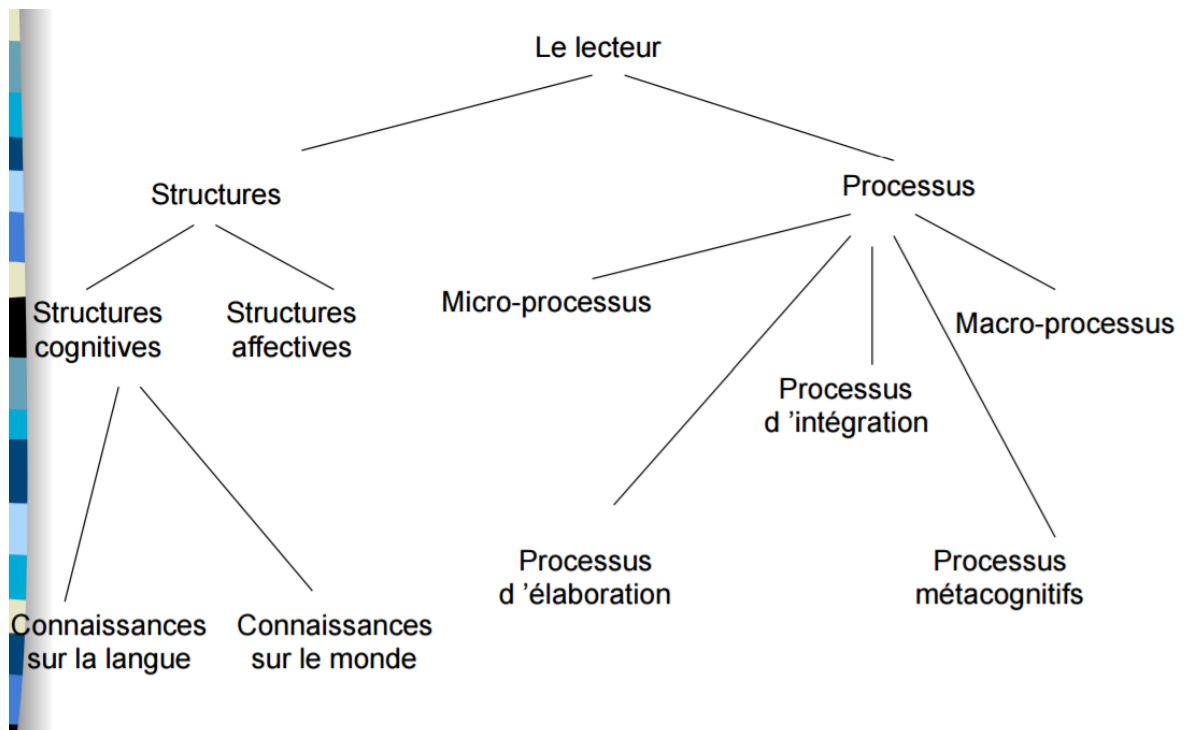 Le lecteur
Structures
Processus
Structures
cognitives
Structures
affectives
Micro-processus
Macro-processus
Processus
d ’intégration
Processus
d ’élaboration
Processus
métacognitifs
Connaissances
sur la langue
Connaissances
sur le monde